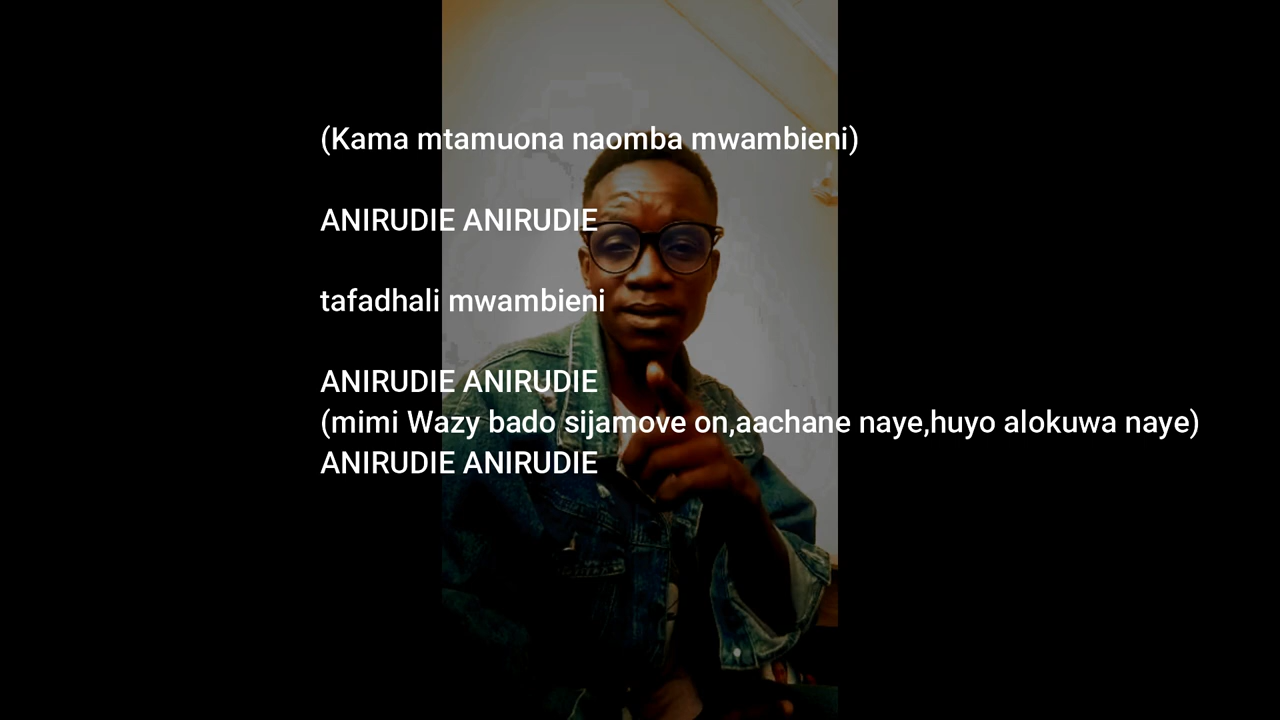 (Kama mtamuona naomba mwambieni)
ANIRUDIE ANIRUDIE
tafadhali mwambieni
ANIRUDIE ANIRUDIE
(mimi Wazy bado sijamove on,aachane naye,huyo alokuwa naye)
ANIRUDIE ANIRUDIE